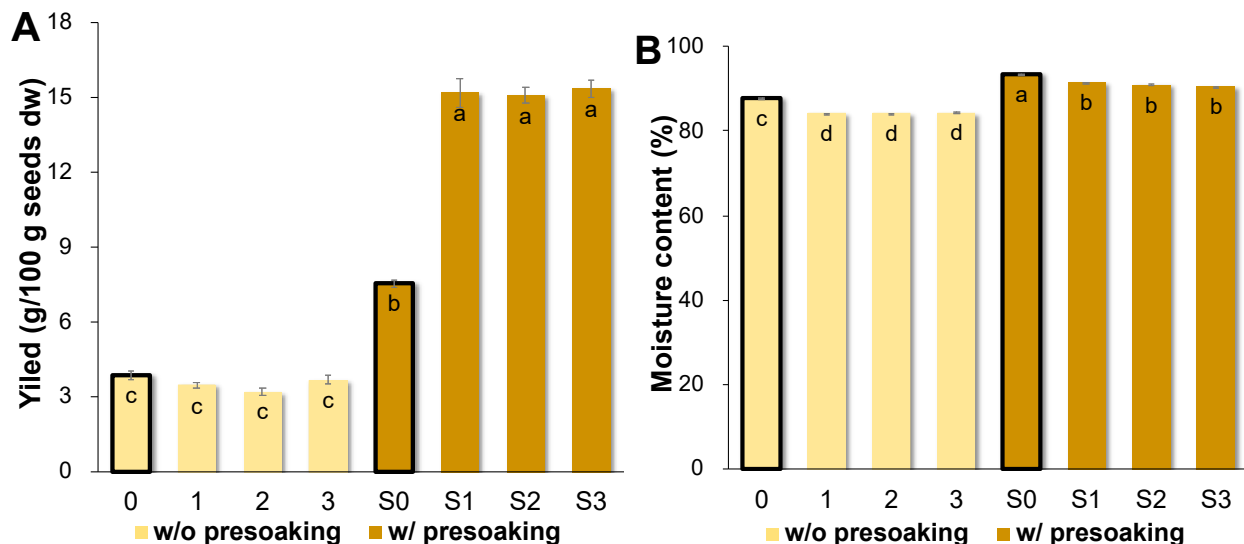 A
Yiled (g/100 g seeds dw)
18
15
12
9
6
3
0
c
c
c
c
b
a
a
a
0 1 2 3 S0 S1 S2 S3
w/o presoaking w/ presoaking
B
Moisture content (%)
100
80
60
40
20
0
c
d
d
d
a
b
b
b
0 1 2 3 S0 S1 S2 S3
w/o presoaking w/ presoaking